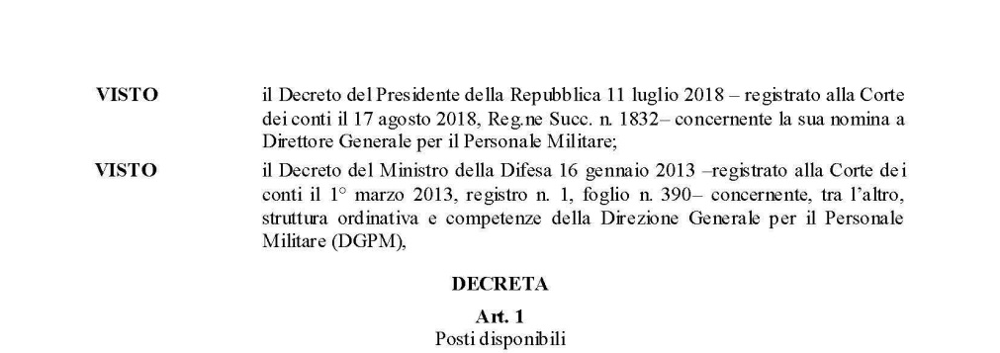 VISTO il Decreto del Presidente della Repubblica 11 luglio 2018 – registrato alla Corte
dei conti il 17 agosto 2018, Reg.ne Succ. n. 1832– concernente la sua nomina a
Direttore Generale per il Personale Militare;
VISTO il Decreto del Ministro della Difesa 16 gennaio 2013 –registrato alla Corte dei
conti il 1° marzo 2013, registro n. 1, foglio n. 390– concernente, tra l’altro,
struttura ordinativa e competenze della Direzione Generale per il Personale
Militare (DGPM),
DECRETA
Art. 1
Posti disponibili